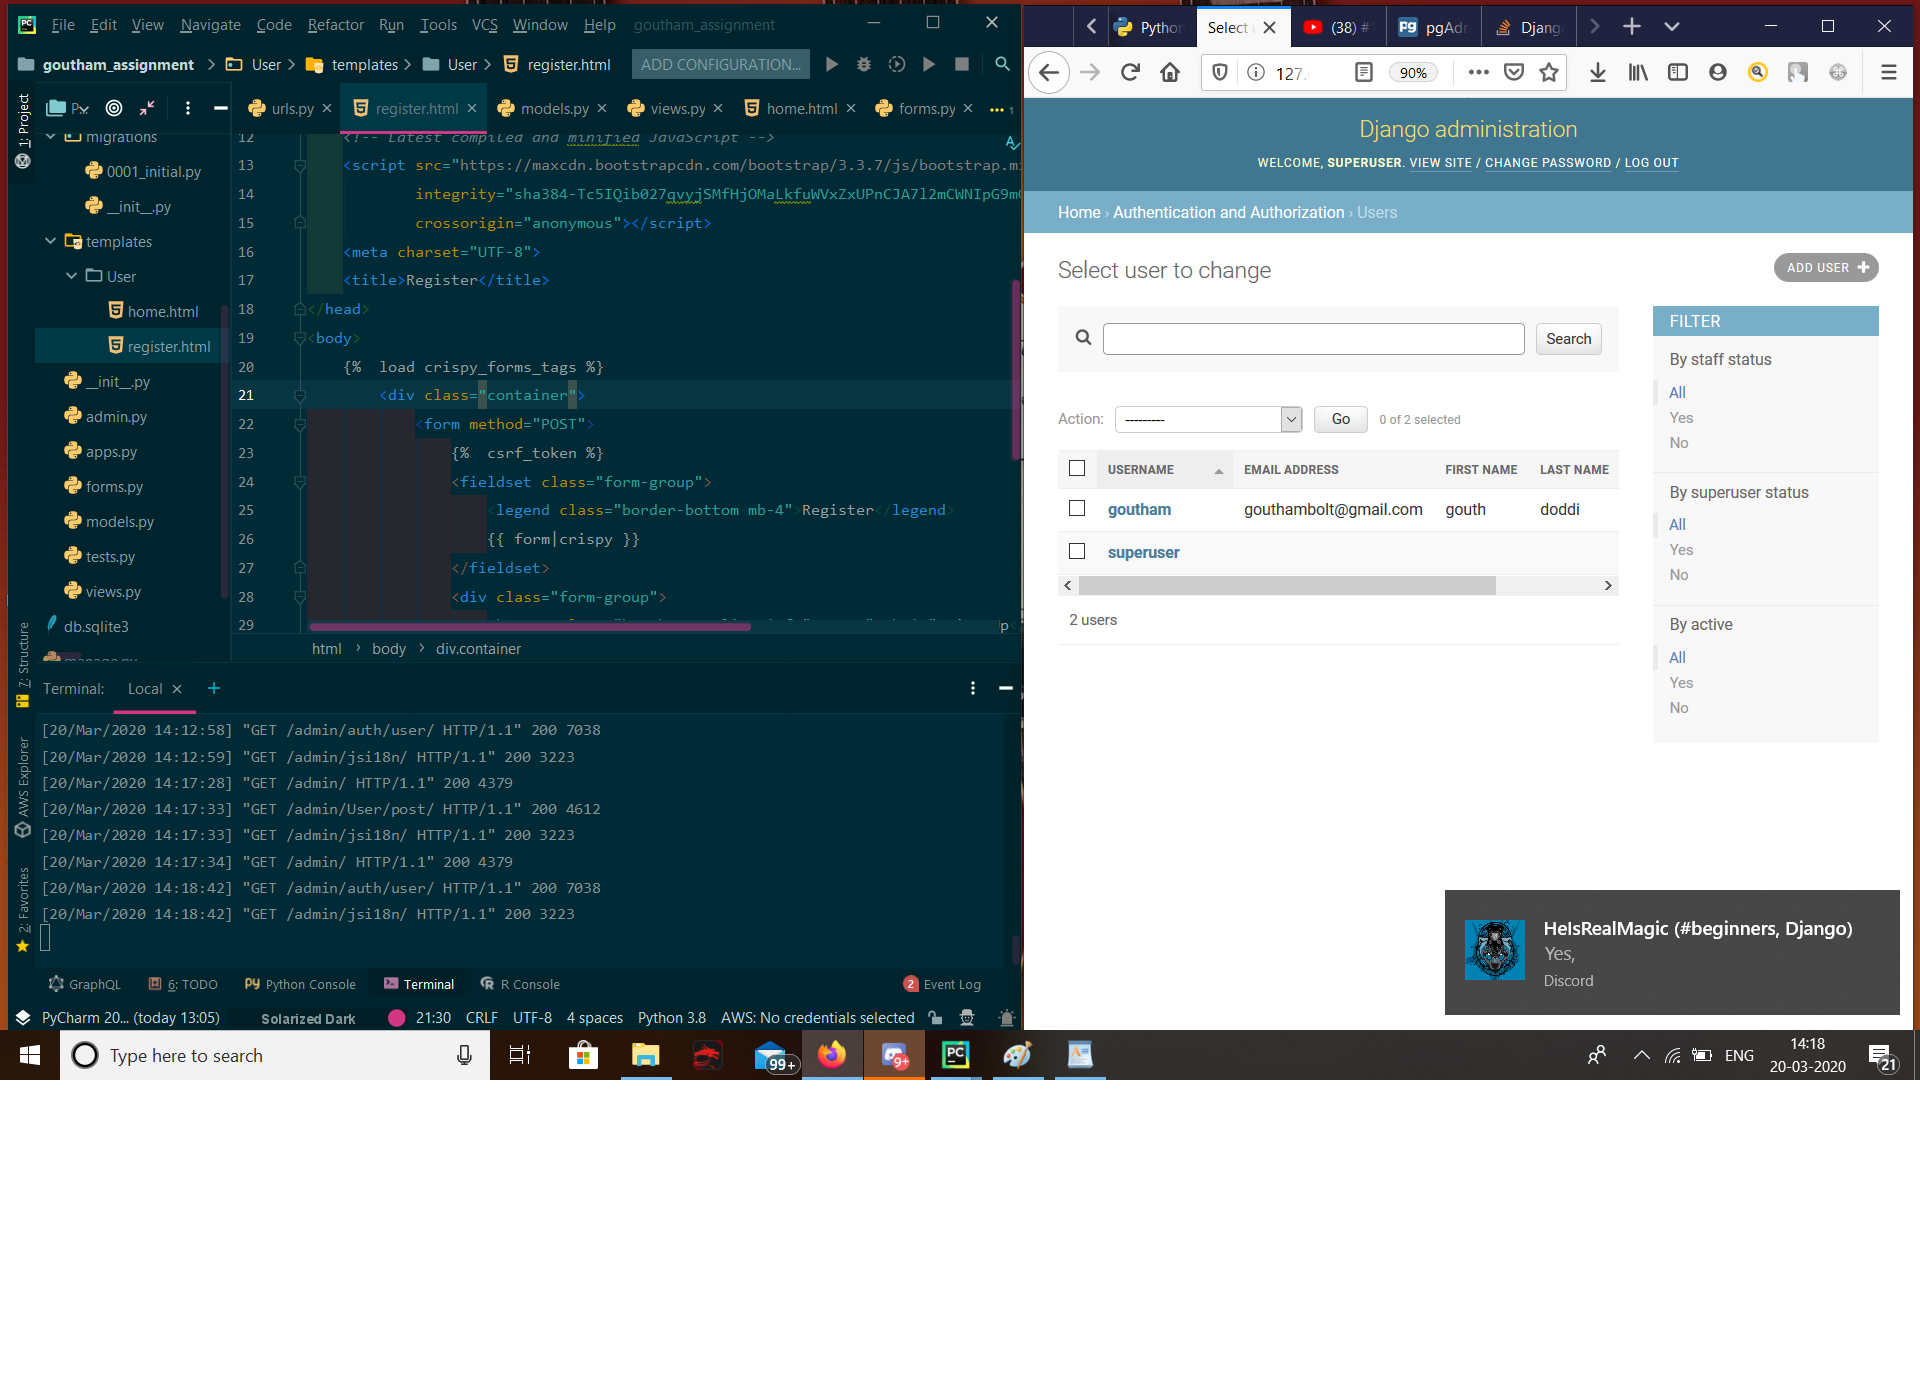 File Edit View Navigate Code Refactor Run Tools VCS Window Help goutham_assignment
goutham_assignment User templates User register.html ADD CONFIGURATION...
1: Project
urls.py register.html models.py views.py home.html forms.py 1
migrations
0001_initial.py
__init__.py
templates
User
home.html
register.html
__init__.py
admin.py
apps.py
forms.py
models.py
tests.py
views.py
db.sqlite3
manage.py
7: Structure
AWS Explorer
2: Favorites
12 <!-- Latest compiled and minified JavaScript -->
13 <script src="https://maxcdn.bootstrapcdn.com/bootstrap/3.3.7/js/bootstrap.mi
14 integrity="sha384-Tc5IQib027qvyjSMfHjOMaLkfuWVxZxUPnCJA7l2mCWNIpG9mG
15 crossorigin="anonymous"></script>
16 <meta charset="UTF-8">
17 <title>Register</title>
18 </head>
19 <body>
20 {%  load crispy_forms_tags %}
21 <div class="container">
22 <form method="POST">
23 {%  csrf_token %}
24 <fieldset class="form-group">
25 <legend class="border-bottom mb-4">Register</legend>
26 {{ form|crispy }}
27 </fieldset>
28 <div class="form-group">
29
html › body › div.container
Terminal: Local × +
[20/Mar/2020 14:12:58] "GET /admin/auth/user/ HTTP/1.1" 200 7038
[20/Mar/2020 14:12:59] "GET /admin/jsi18n/ HTTP/1.1" 200 3223
[20/Mar/2020 14:17:28] "GET /admin/ HTTP/1.1" 200 4379
[20/Mar/2020 14:17:33] "GET /admin/User/post/ HTTP/1.1" 200 4612
[20/Mar/2020 14:17:33] "GET /admin/jsi18n/ HTTP/1.1" 200 3223
[20/Mar/2020 14:17:34] "GET /admin/ HTTP/1.1" 200 4379
[20/Mar/2020 14:18:42] "GET /admin/auth/user/ HTTP/1.1" 200 7038
[20/Mar/2020 14:18:42] "GET /admin/jsi18n/ HTTP/1.1" 200 3223
GraphQL 6: TODO Python Console Terminal R Console 2 Event Log
PyCharm 20... (today 13:05) Solarized Dark 21:30 CRLF UTF-8 4 spaces Python 3.8 AWS: No credentials selected
Python Select (38) # pgAdr Djang
127. 90%
Django administration
WELCOME, SUPERUSER. VIEW SITE / CHANGE PASSWORD / LOG OUT
Home › Authentication and Authorization › Users
Select user to change
ADD USER +
Search
Action: --------- Go 0 of 2 selected
USERNAME EMAIL ADDRESS FIRST NAME LAST NAME
goutham gouthambolt@gmail.com gouth doddi
superuser
2 users
FILTER
By staff status
All
Yes
No
By superuser status
All
Yes
No
By active
All
Yes
No
HeIsRealMagic (#beginners, Django)
Yes,
Discord
Type here to search
99+
9+
PC
ENG
14:18
20-03-2020
21